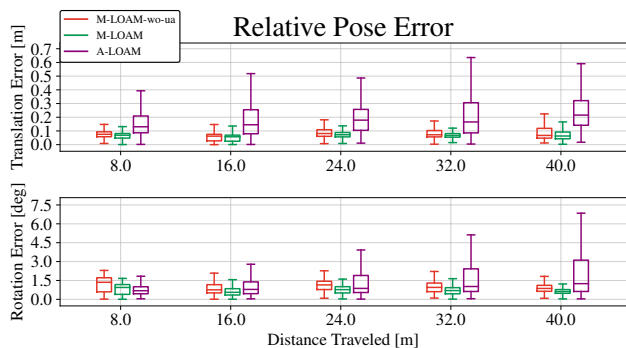 Relative Pose Error
M-LOAM-wo-ua
M-LOAM
A-LOAM
Translation Error [m]
0.7
0.6
0.5
0.4
0.3
0.2
0.1
0.0
8.0 16.0 24.0 32.0 40.0
Rotation Error [deg]
7.5
6.0
4.5
3.0
1.5
0.0
8.0 16.0 24.0 32.0 40.0
Distance Traveled [m]